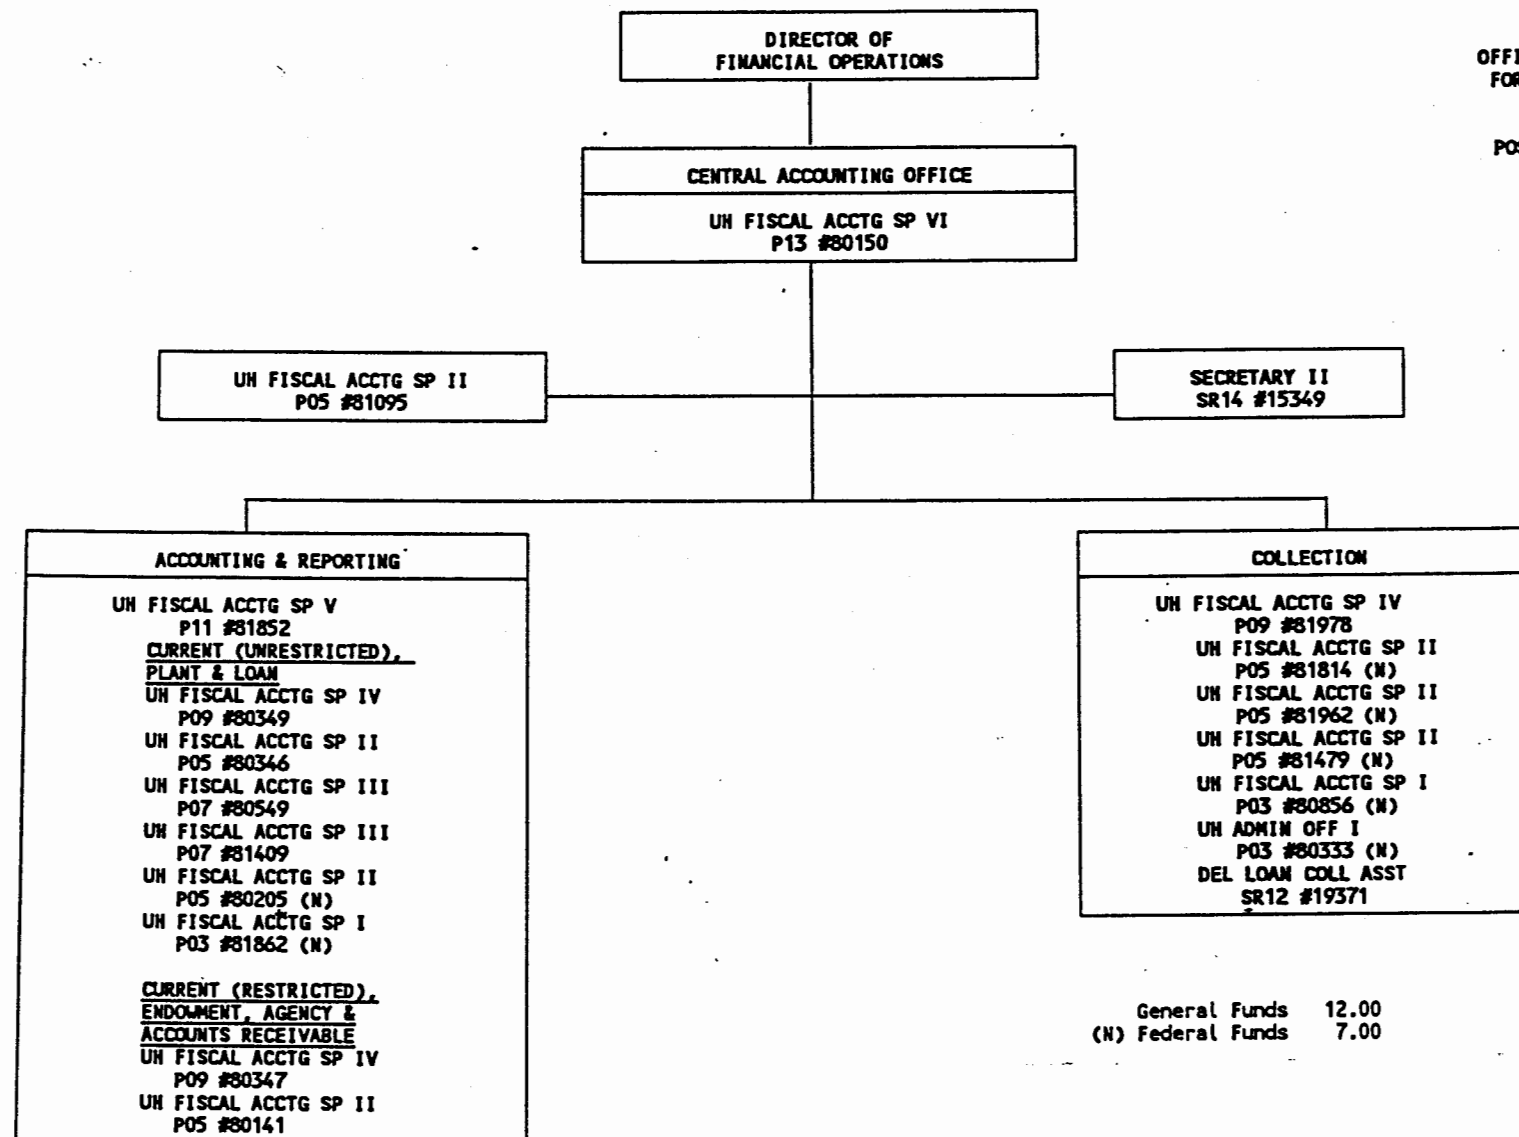 DIRECTOR OF
FINANCIAL OPERATIONS
OFFI
FOR
POS
CENTRAL ACCOUNTING OFFICE
UH FISCAL ACCTG SP VI
P13 #80150
UH FISCAL ACCTG SP II
P05 #81095
SECRETARY II
SR14 #15349
ACCOUNTING & REPORTING
UH FISCAL ACCTG SP V
P11 #81852
CURRENT (UNRESTRICTED),
PLANT & LOAN
UH FISCAL ACCTG SP IV
P09 #80349
UH FISCAL ACCTG SP II
P05 #80346
UH FISCAL ACCTG SP III
P07 #80549
UH FISCAL ACCTG SP III
P07 #81409
UH FISCAL ACCTG SP II
P05 #80205 (N)
UH FISCAL ACCTG SP I
P03 #81862 (N)
CURRENT (RESTRICTED),
ENDOWMENT, AGENCY &
ACCOUNTS RECEIVABLE
UH FISCAL ACCTG SP IV
P09 #80347
UH FISCAL ACCTG SP II
P05 #80141
COLLECTION
UH FISCAL ACCTG SP IV
P09 #81978
UH FISCAL ACCTG SP II
P05 #81814 (N)
UH FISCAL ACCTG SP II
P05 #81962 (N)
UH FISCAL ACCTG SP II
P05 #81479 (N)
UH FISCAL ACCTG SP I
P03 #80856 (N)
UH ADMIN OFF I
P03 #80333 (N)
DEL LOAN COLL ASST
SR12 #19371
General Funds 12.00
(N) Federal Funds 7.00